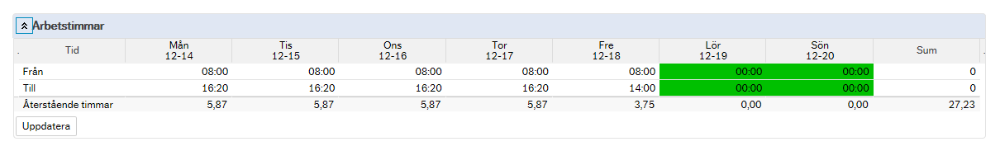 Arbetstimmar
. Tid Mån 12-14 Tis 12-15 Ons 12-16 Tor 12-17 Fre 12-18 Lör 12-19 Sön 12-20 Sum .
Från 08:00 08:00 08:00 08:00 08:00 00:00 00:00 0
Till 16:20 16:20 16:20 16:20 14:00 00:00 00:00 0
Återstående timmar 5,87 5,87 5,87 5,87 3,75 0,00 0,00 27,23
Uppdatera